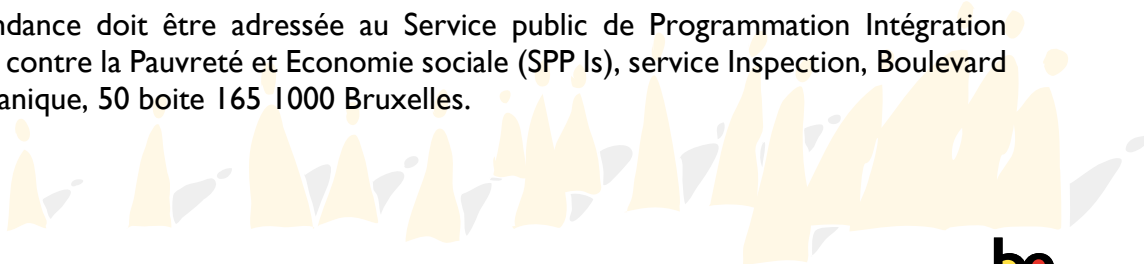 ndance doit être adressée au Service public de Programmation Intégration
contre la Pauvreté et Economie sociale (SPP Is), service Inspection, Boulevard
anique, 50 boite 165 1000 Bruxelles.
be